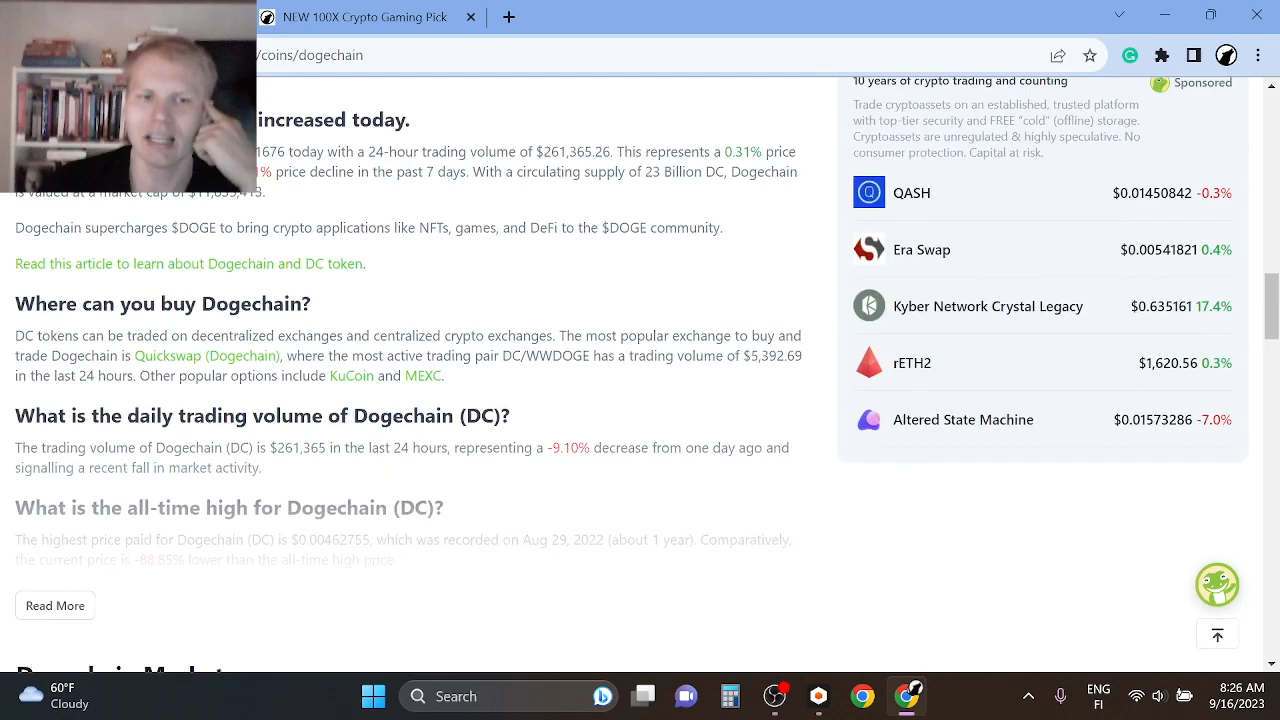 NEW 100X Crypto Gaming Pick
/coins/dogechain
increased today.
1676 today with a 24-hour trading volume of $261,365.26. This represents a 0.31% price
1% price decline in the past 7 days. With a circulating supply of 23 Billion DC, Dogechain
is valued at a market cap of
Dogechain supercharges $DOGE to bring crypto applications like NFTs, games, and DeFi to the $DOGE community.
Read this article to learn about Dogechain and DC token.
Where can you buy Dogechain?
DC tokens can be traded on decentralized exchanges and centralized crypto exchanges. The most popular exchange to buy and
trade Dogechain is Quickswap (Dogechain), where the most active trading pair DC/WWDOGE has a trading volume of $5,392.69
in the last 24 hours. Other popular options include KuCoin and MEXC.
What is the daily trading volume of Dogechain (DC)?
The trading volume of Dogechain (DC) is $261,365 in the last 24 hours, representing a -9.10% decrease from one day ago and
signalling a recent fall in market activity.
What is the all-time high for Dogechain (DC)?
The highest price paid for Dogechain (DC) is $0.00462755, which was recorded on Aug 29, 2022 (about 1 year). Comparatively,
the current price is -88.85% lower than the all-time high price.
Read More
10 years of crypto trading and counting
Sponsored
Trade cryptoassets on an established, trusted platform
with top-tier security and FREE “cold” (offline) storage.
Cryptoassets are unregulated & highly speculative. No
consumer protection. Capital at risk.
QASH $0.01450842 -0.3%
Era Swap $0.00541821 0.4%
Kyber Network Crystal Legacy $0.635161 17.4%
rETH2 $1,620.56 0.3%
Altered State Machine $0.01573286 -7.0%
60°F
Cloudy
Search
ENG
FI
8:26 AM
9/16/2023